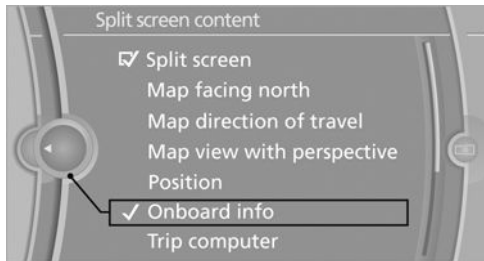 Split screen content
Split screen
Map facing north
Map direction of travel
Map view with perspective
Position
Onboard info
Trip computer